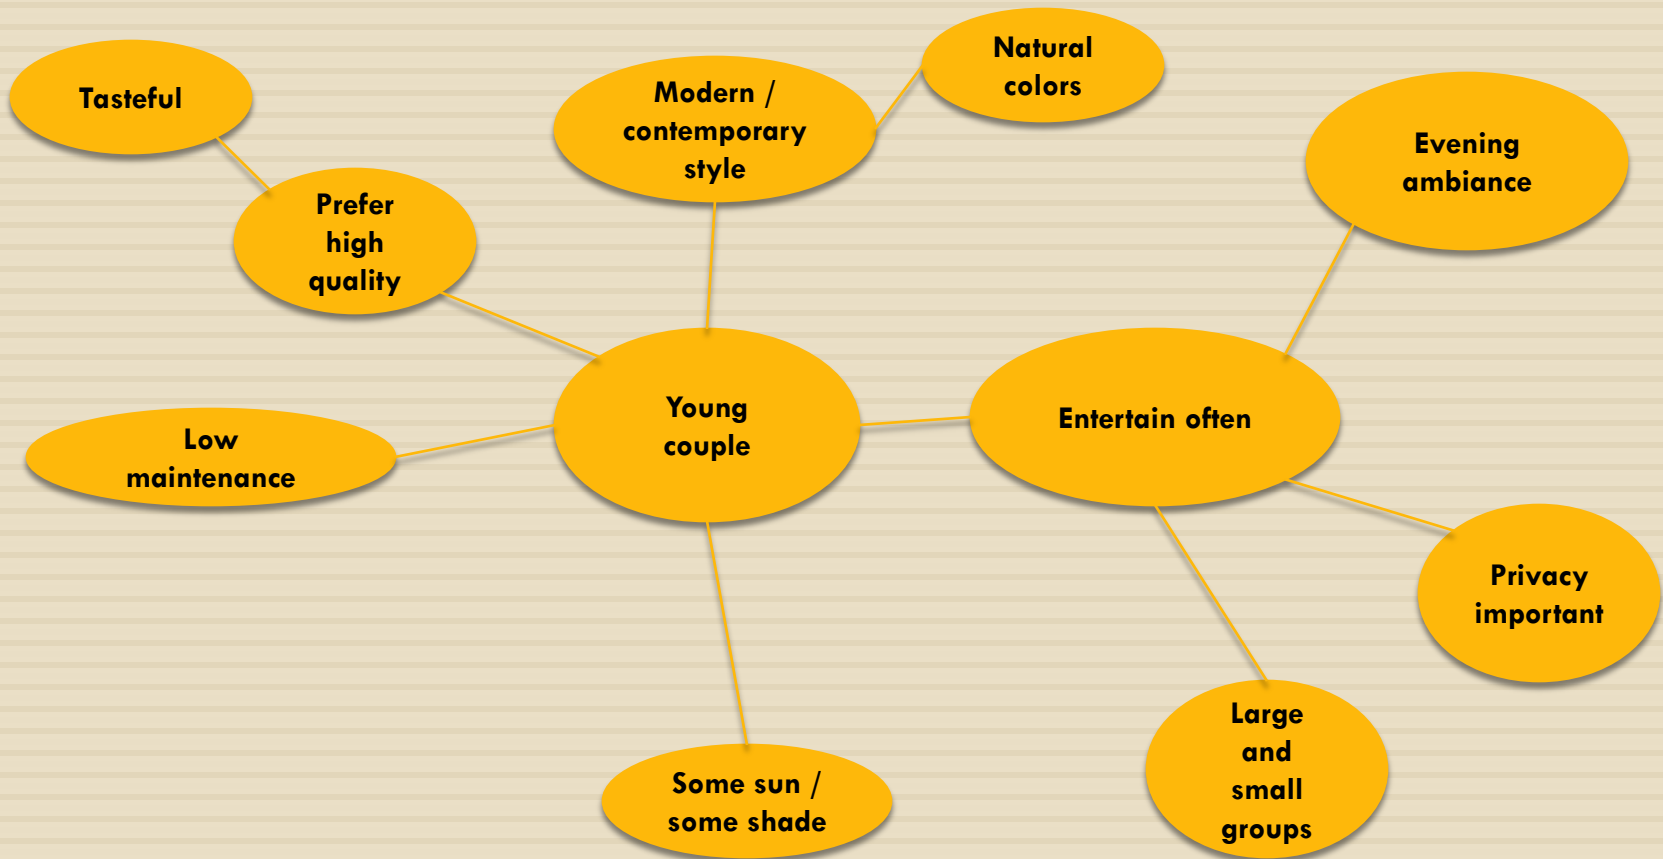 Tasteful
Prefer
high
quality
Modern /
contemporary
style
Natural
colors
Evening
ambiance
Low
maintenance
Young
couple
Entertain often
Privacy
important
Some sun /
some shade
Large
and
small
groups